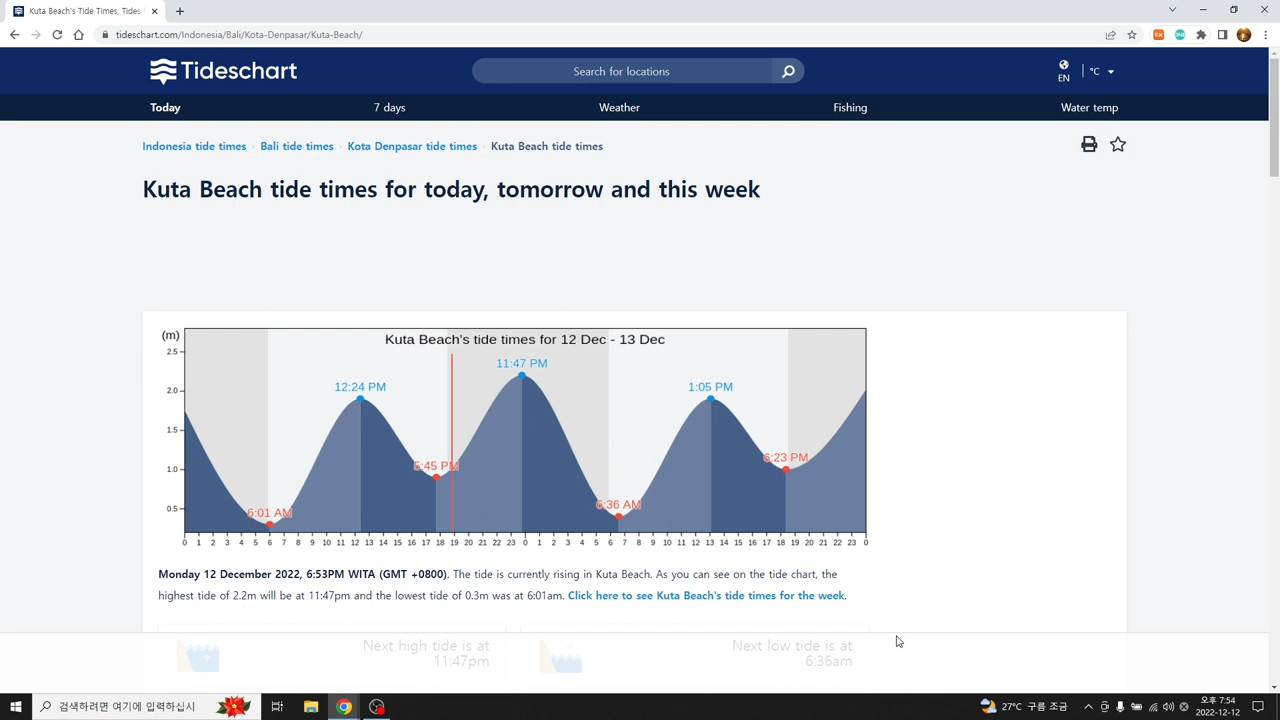 Kuta Beach's Tide Times, Tides
tideschart.com/Indonesia/Bali/Kota-Denpasar/Kuta-Beach/
Tideschart
Search for locations
EN
°C
Today
7 days
Weather
Fishing
Water temp
Indonesia tide times
Bali tide times
Kota Denpasar tide times
Kuta Beach tide times
Kuta Beach tide times for today, tomorrow and this week
(m)
Kuta Beach's tide times for 12 Dec - 13 Dec
2.5
2.0
1.5
1.0
0.5
12:24 PM
11:47 PM
1:05 PM
6:01 AM
5:45 PM
6:36 AM
6:23 PM
0 1 2 3 4 5 6 7 8 9 10 11 12 13 14 15 16 17 18 19 20 21 22 23 0 1 2 3 4 5 6 7 8 9 10 11 12 13 14 15 16 17 18 19 20 21 22 23 0
Monday 12 December 2022, 6:53PM WITA (GMT +0800). The tide is currently rising in Kuta Beach. As you can see on the tide chart, the
highest tide of 2.2m will be at 11:47pm and the lowest tide of 0.3m was at 6:01am. Click here to see Kuta Beach's tide times for the week.
Next high tide is at
11:47pm
Next low tide is at
6:36am
검색하려면 여기에 입력하십시
27°C 구름 조금
오후 7:54
2022-12-12